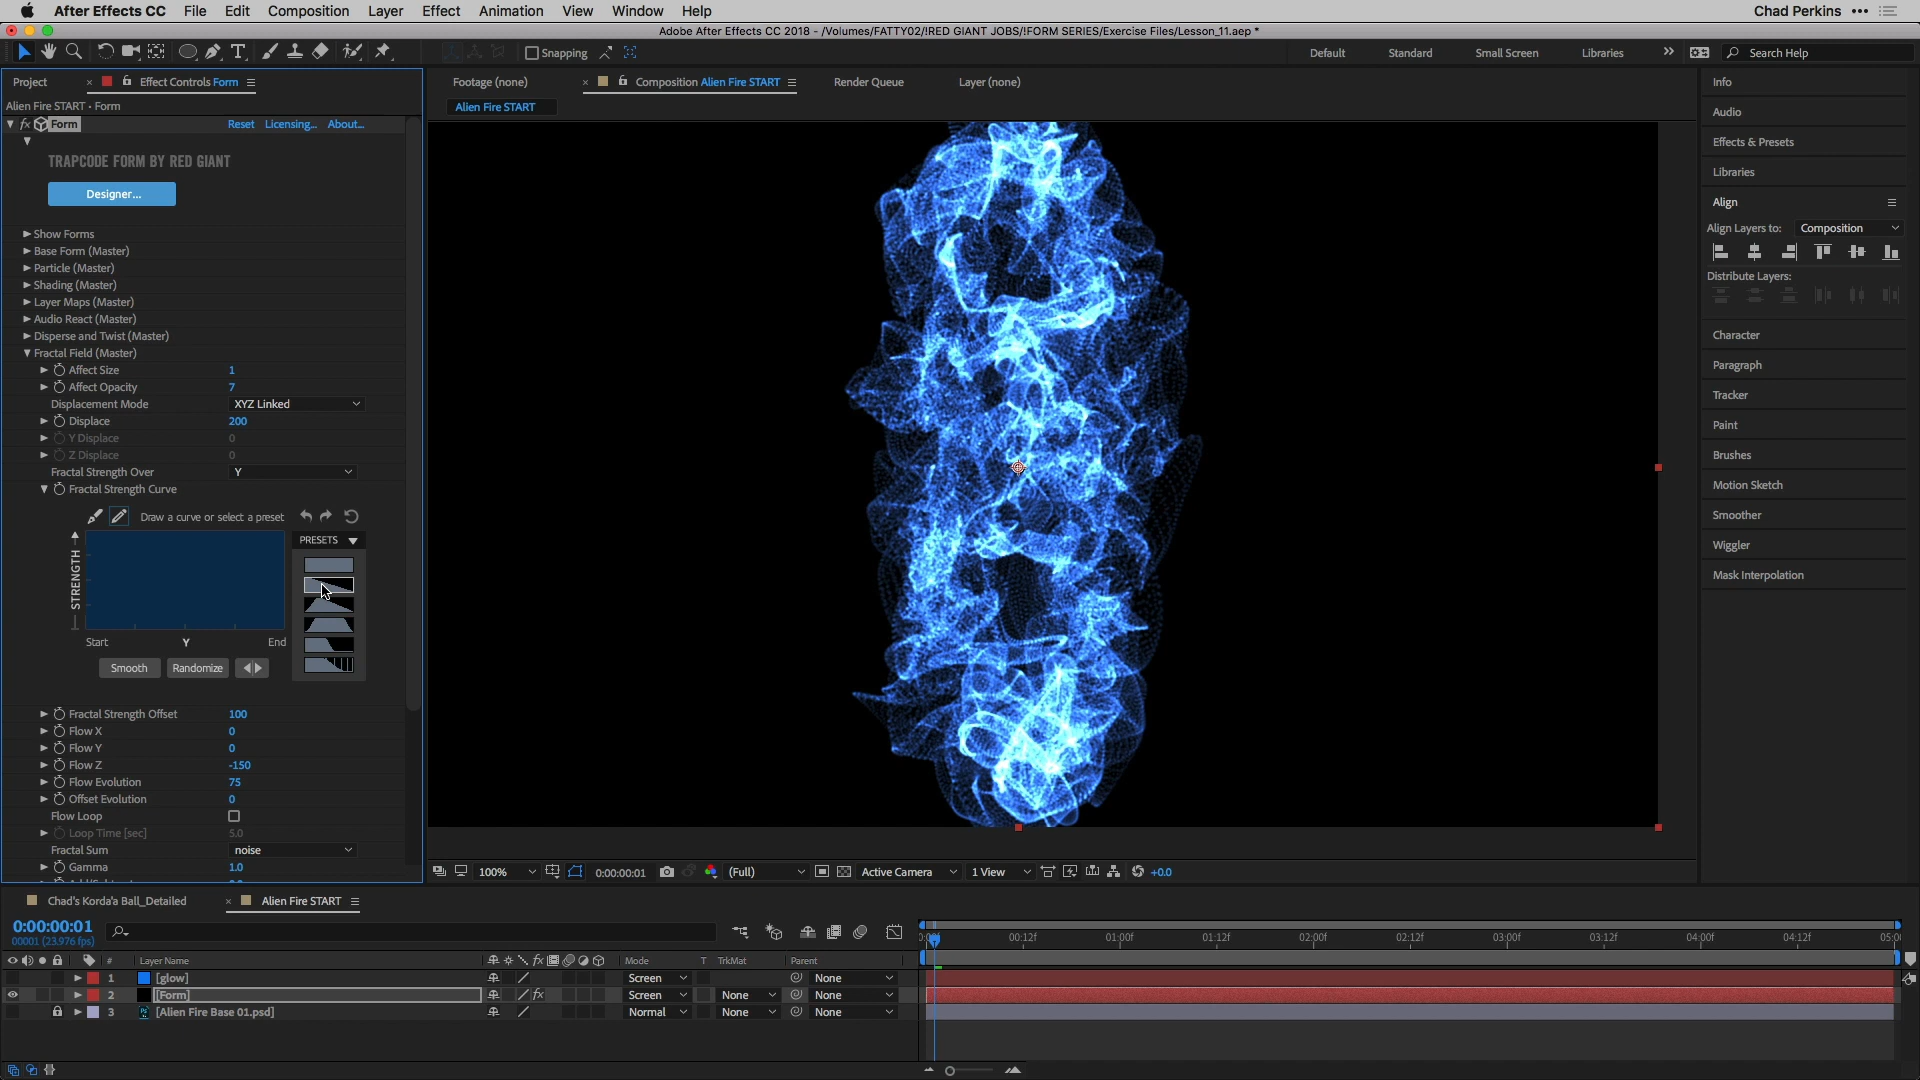 After Effects CC File Edit Composition Layer Effect Animation View Window Help Chad Perkins
Adobe After Effects CC 2018 - /Volumes/FATTY02/!RED GIANT JOBS/!FORM SERIES/Exercise Files/Lesson_11.aep *
Snapping Default Standard Small Screen Libraries Search Help
Project Effect Controls Form Footage (none) Composition Alien Fire START Render Queue Layer (none) Info
Alien Fire START • Form
Alien Fire START
Audio
fx Form Reset Licensing... About...
Effects & Presets
TRAPCODE FORM BY RED GIANT
Libraries
Designer...
Align
Align Layers to: Composition
Show Forms
Base Form (Master)
Particle (Master)
Distribute Layers:
Shading (Master)
Layer Maps (Master)
Audio React (Master)
Disperse and Twist (Master)
Character
Fractal Field (Master)
Paragraph
Affect Size 1
Affect Opacity 7
Tracker
Displacement Mode XYZ Linked
Displace 200
Paint
Y Displace 0
Z Displace 0
Brushes
Fractal Strength Over Y
Motion Sketch
Fractal Strength Curve
Draw a curve or select a preset
Smoother
PRESETS
Wiggler
STRENGTH
Mask Interpolation
Start Y End
Smooth Randomize
Fractal Strength Offset 100
Flow X 0
Flow Y 0
Flow Z -150
Flow Evolution 75
Offset Evolution 0
Flow Loop
Loop Time [sec] 5.0
Fractal Sum noise
Gamma 1.0
100% 0:00:00:01 (Full) Active Camera 1 View +0.0
Chad's Korda'a Ball_Detailed Alien Fire START
0:00:00:01
00001 (23.976 fps)
00:12f 01:00f 01:12f 02:00f 02:12f 03:00f 03:12f 04:00f 04:12f
# Layer Name fx Mode T TrkMat Parent
1 [glow] Screen None
2 [Form] fx Screen None None
3 Ps [Alien Fire Base 01.psd] Normal None None